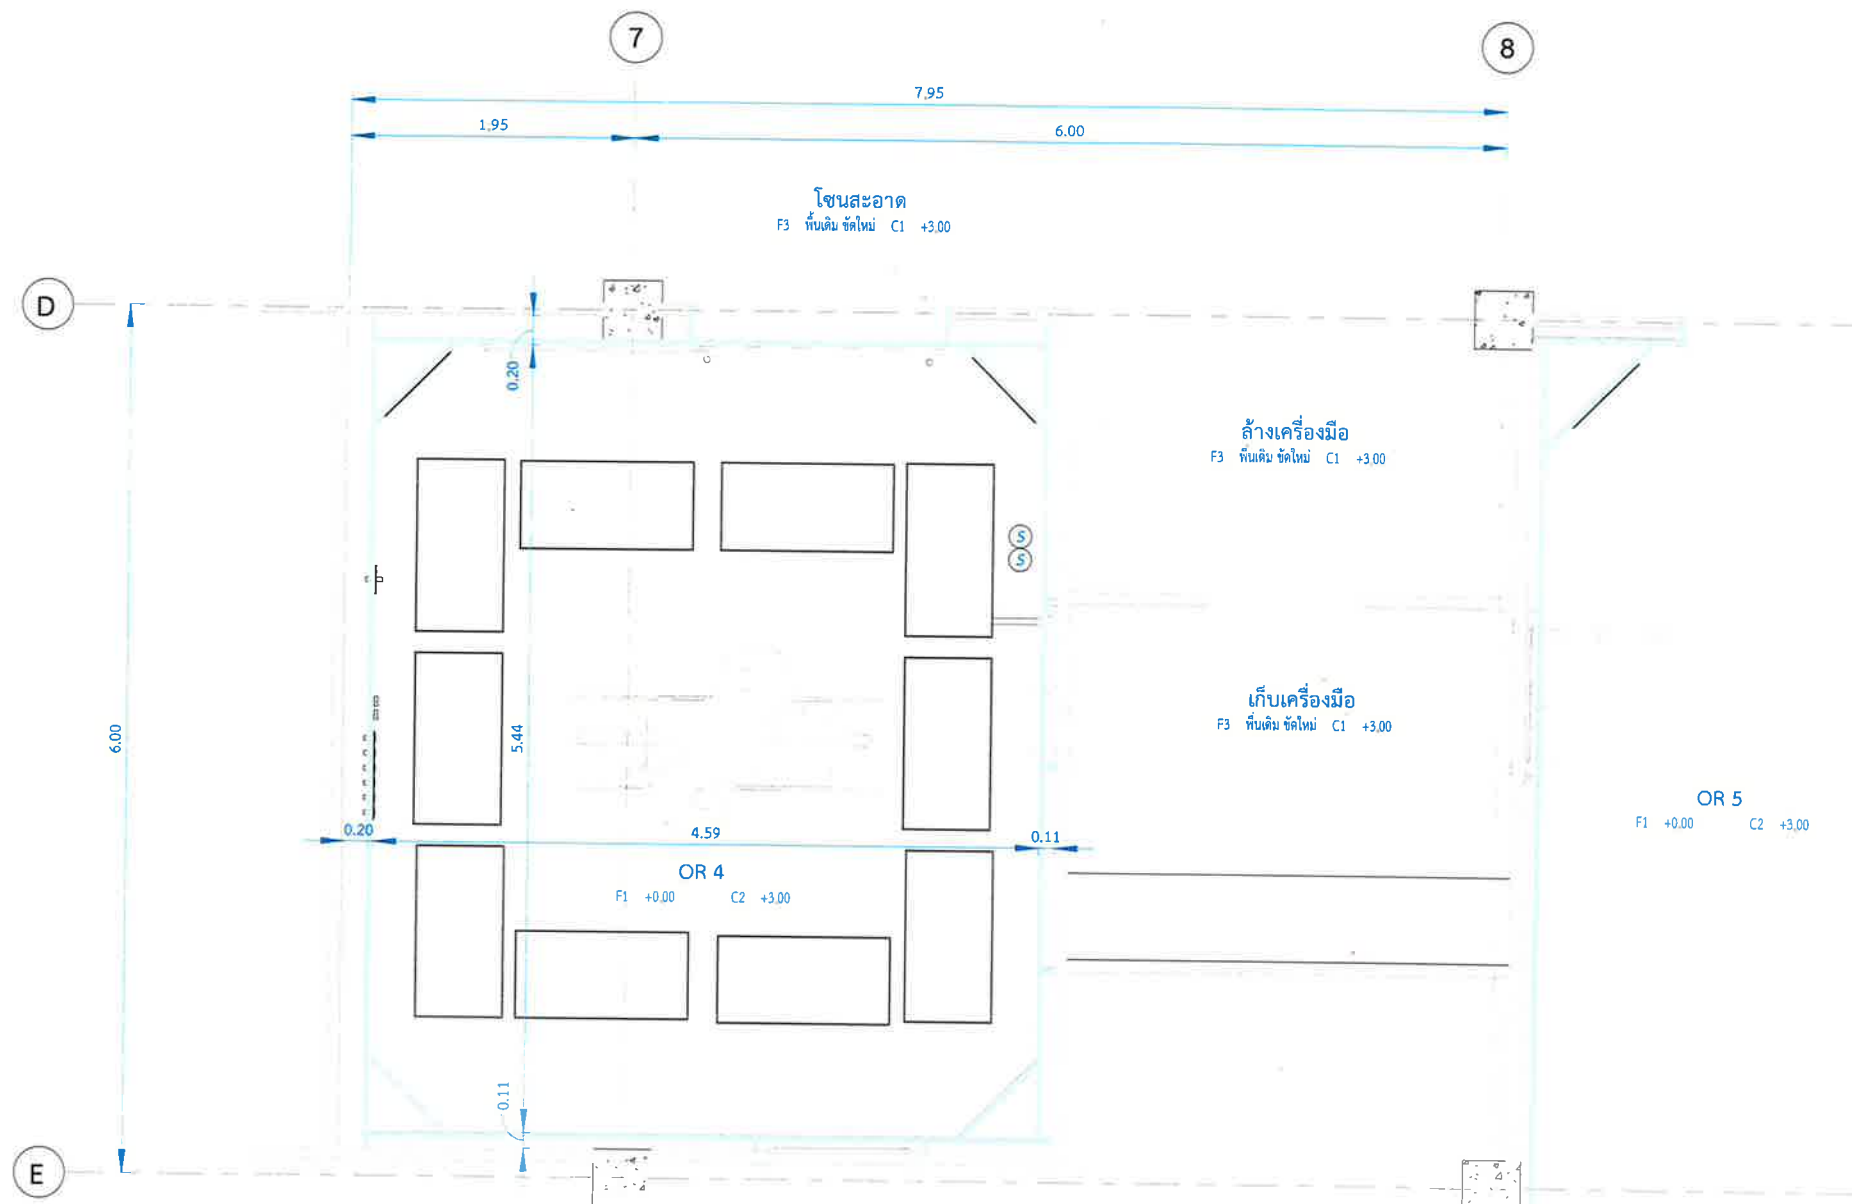 7
8
7.95
1.95
6.00
โซนสะอาด
F3 พื้นเดิม ขัดใหม่ C1 +3.00
D
0.20
ล้างเครื่องมือ
F3 พื้นเดิม ขัดใหม่ C1 +3.00
S
S
6.00
5.44
เก็บเครื่องมือ
F3 พื้นเดิม ขัดใหม่ C1 +3.00
0.20
4.59
0.11
OR 4
F1 +0.00 C2 +3.00
OR 5
F1 +0.00 C2 +3.00
0.11
E